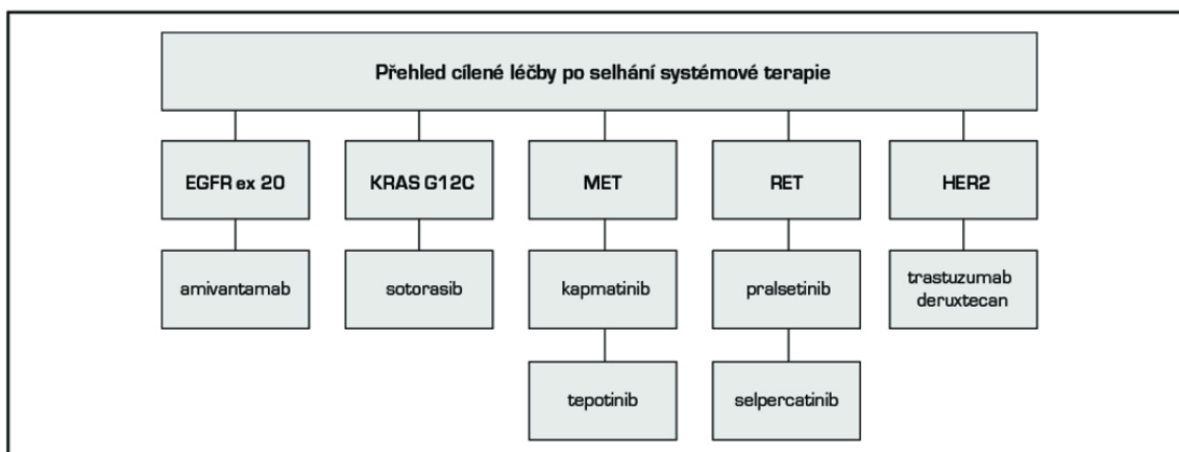 Přehled cílené léčby po selhání systémové terapie
EGFR ex 20
KRAS G12C
MET
RET
HER2
amivantamab
sotorasib
kapmatinib
pralsetinib
trastuzumab
deruxtecan
tepotinib
selpercatinib